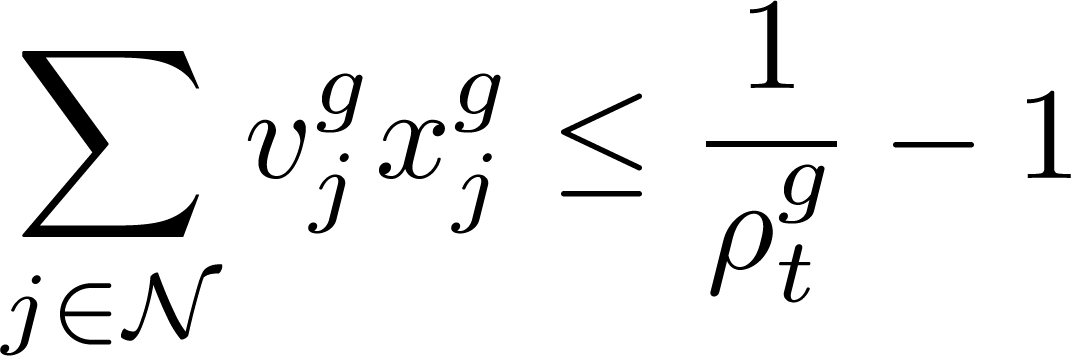 \sum_{j \in \mathcal{N}} v_j^g x_j^g \leq \frac{1}{\rho_t^g} - 1